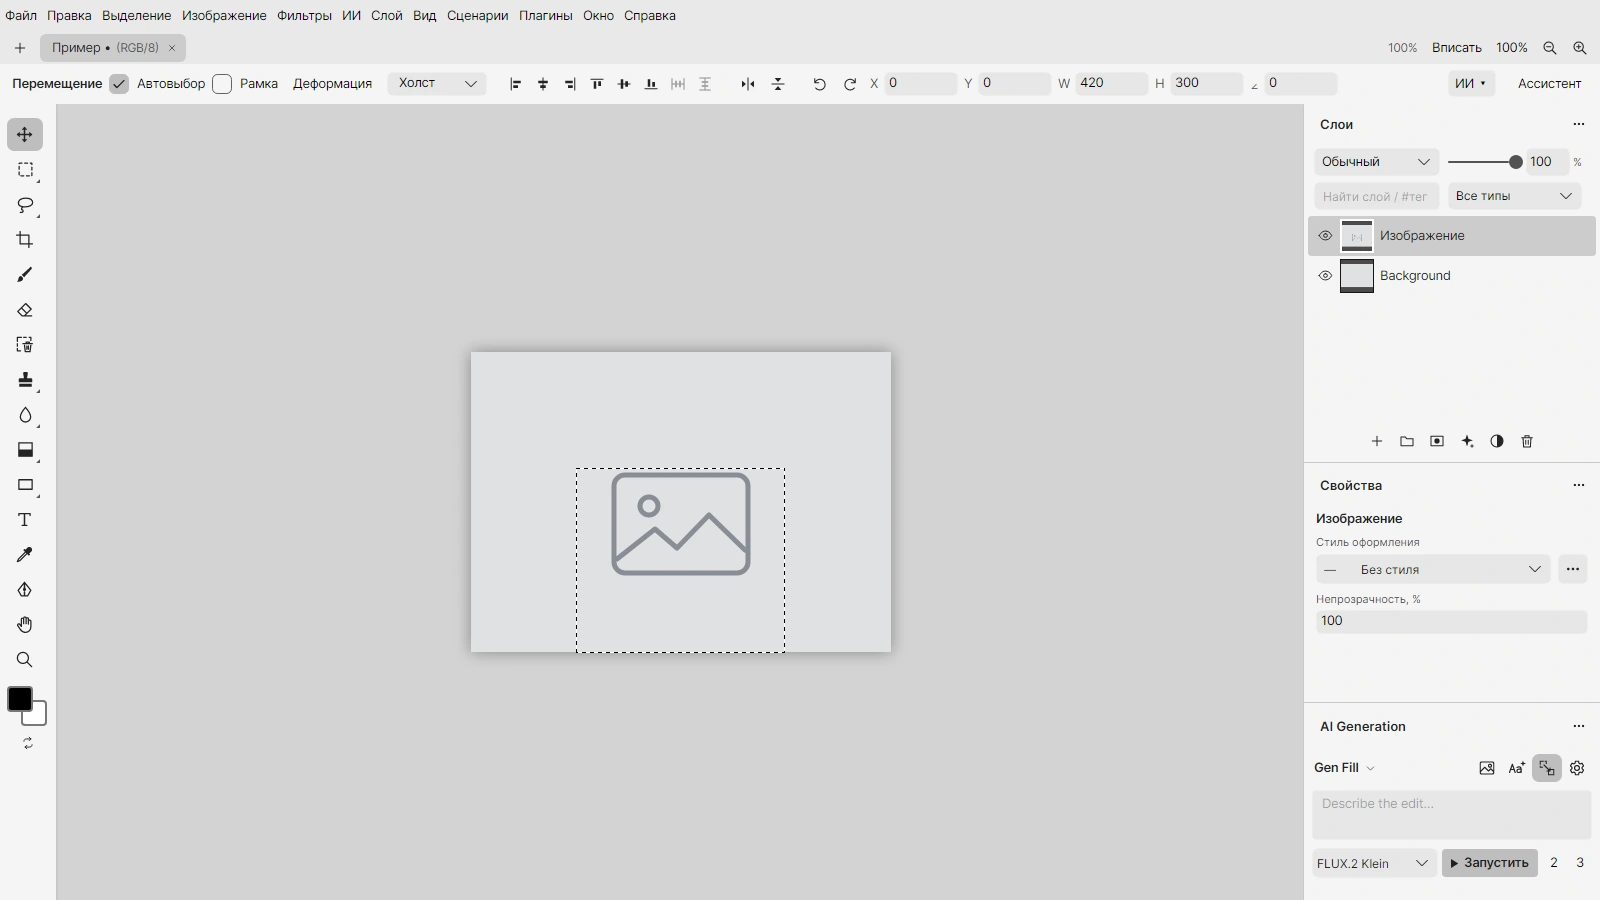 Файл Правка Выделение Изображение Фильтры ИИ Слой Вид Сценарии Плагины Окно Справка
Пример • (RGB/8) 100% Вписать 100%
Перемещение Автовыбор Рамка Деформация Холст X 0 Y 0 W 420 H 300 0 ИИ Ассистент
Слои
Обычный 100 %
Найти слой / #тег Все типы
Изображение
Background
Свойства
Изображение
Стиль оформления
— Без стиля
Непрозрачность, %
100
T
AI Generation
Gen Fill Aa+
Describe the edit...
FLUX.2 Klein Запустить 2 3